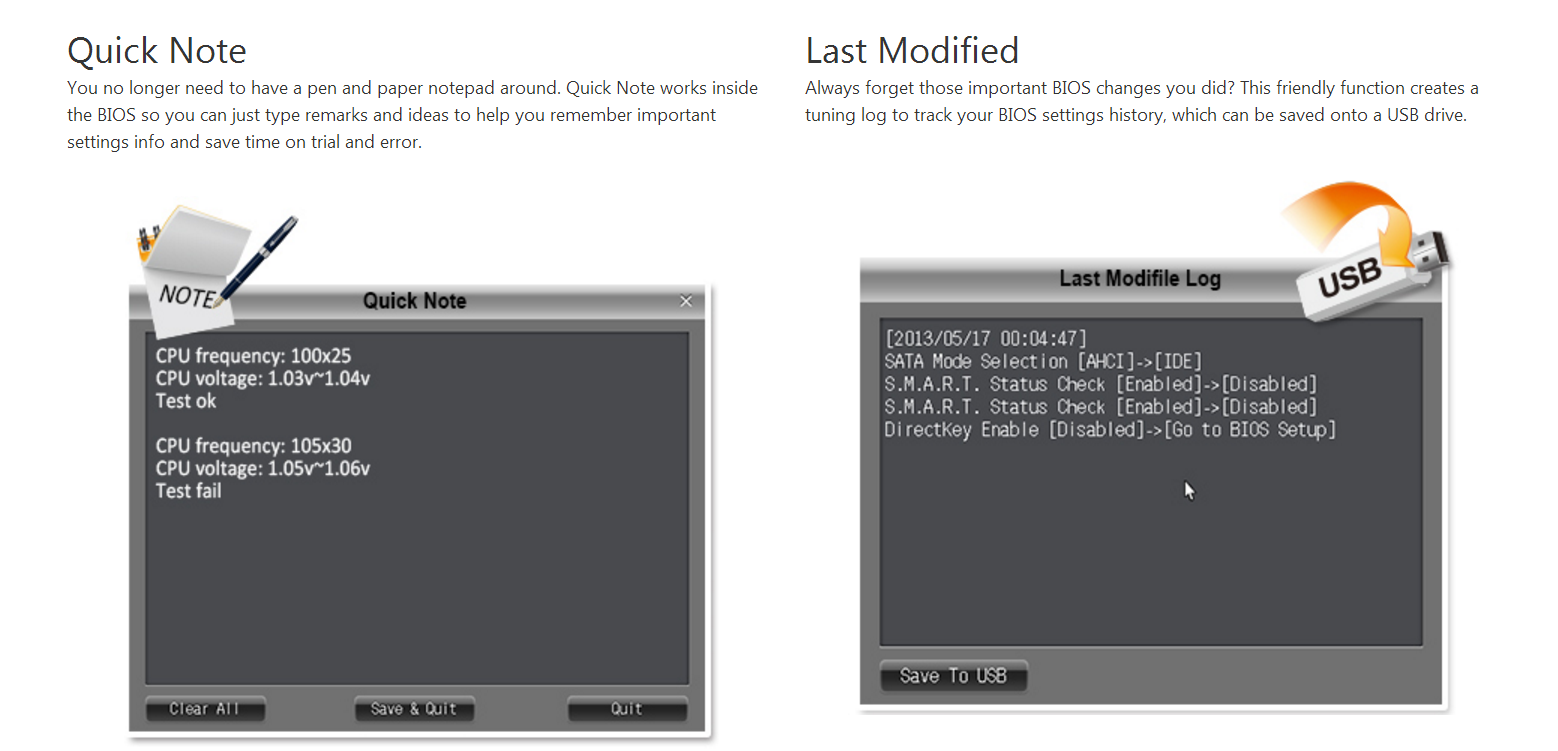 Quick Note
You no longer need to have a pen and paper notepad around. Quick Note works inside
the BIOS so you can just type remarks and ideas to help you remember important
settings info and save time on trial and error.
NOTE
Quick Note
CPU frequency: 100x25
CPU voltage: 1.03v~1.04v
Test ok
CPU frequency: 105x30
CPU voltage: 1.05v~1.06v
Test fail
Clear All
Save & Quit
Quit
Last Modified
Always forget those important BIOS changes you did? This friendly function creates a
tuning log to track your BIOS settings history, which can be saved onto a USB drive.
USB
Last Modifile Log
[2013/05/17 00:04:47]
SATA Mode Selection [AHCI]->[IDE]
S.M.A.R.T. Status Check [Enabled]->[Disabled]
S.M.A.R.T. Status Check [Enabled]->[Disabled]
DirectKey Enable [Disabled]->[Go to BIOS Setup]
Save To USB